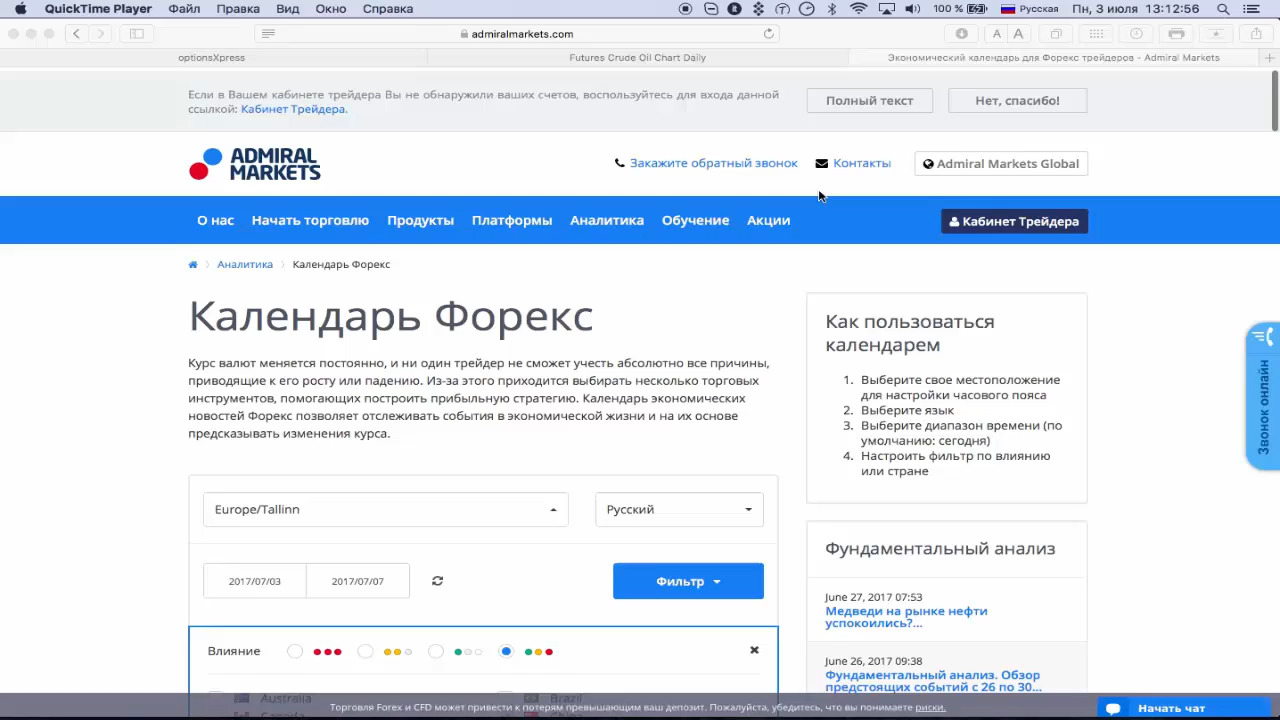 QuickTime Player Файл Правка Вид Окно Справка 100 % Русская Пн, 3 июля 13:12:56
admiralmarkets.com A A
optionsXpress Futures Crude Oil Chart Daily Экономический календарь для Форекс трейдеров - Admiral Markets
Если в Вашем кабинете трейдера Вы не обнаружили ваших счетов, воспользуйтесь для входа данной
ссылкой: Кабинет Трейдера.
Полный текст Нет, спасибо!
ADMIRAL
MARKETS
Закажите обратный звонок Контакты Admiral Markets Global
О нас Начать торговлю Продукты Платформы Аналитика Обучение Акции Кабинет Трейдера
Аналитика Календарь Форекс
Календарь Форекс
Курс валют меняется постоянно, и ни один трейдер не сможет учесть абсолютно все причины,
приводящие к его росту или падению. Из-за этого приходится выбирать несколько торговых
инструментов, помогающих построить прибыльную стратегию. Календарь экономических
новостей Форекс позволяет отслеживать события в экономической жизни и на их основе
предсказывать изменения курса.
Europe/Tallinn Русский
2017/07/03 2017/07/07 Фильтр
Влияние
Australia Brazil
Canada China
Как пользоваться
календарем
1. Выберите свое местоположение
для настройки часового пояса
2. Выберите язык
3. Выберите диапазон времени (по
умолчанию: сегодня)
4. Настроить фильтр по влиянию
или стране
Фундаментальный анализ
June 27, 2017 07:53
Медведи на рынке нефти
успокоились?...
June 26, 2017 09:38
Фундаментальный анализ. Обзор
предстоящих событий с 26 по 30...
Звонок онлайн
Торговля Forex и CFD может привести к потерям превышающим ваш депозит. Пожалуйста, убедитесь, что вы понимаете риски.
Начать чат